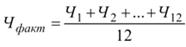 Ч_факт = (Ч_1 + Ч_2 + ... + Ч_12) / 12